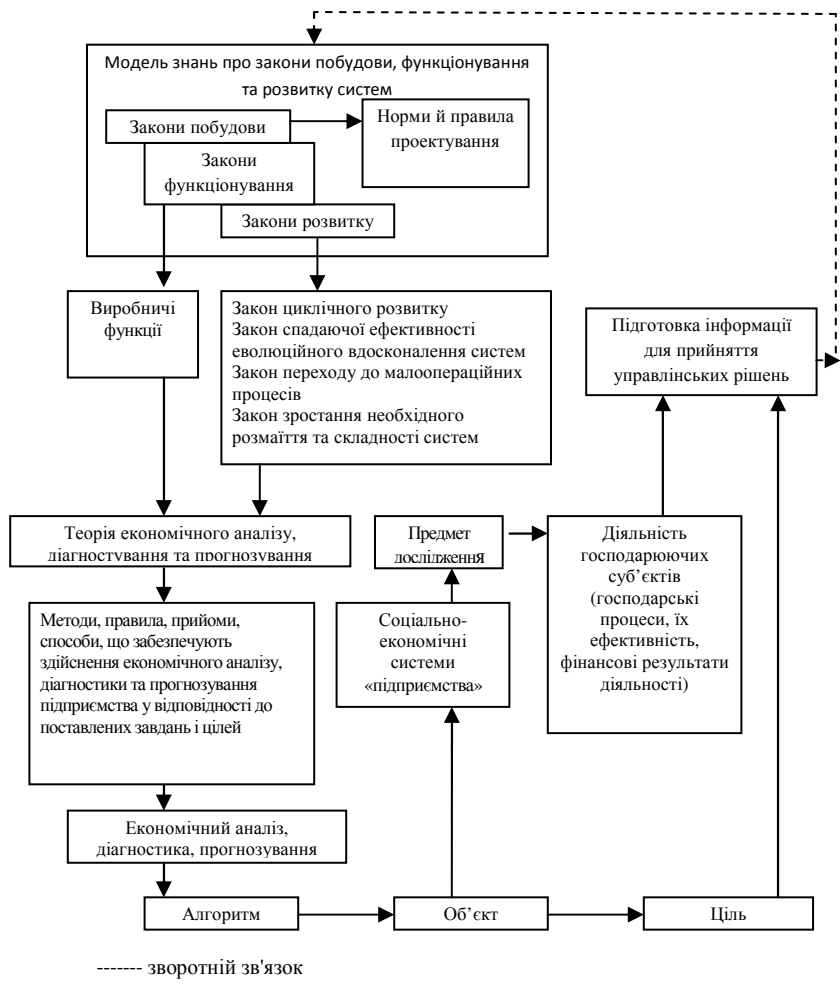 Модель знань про закони побудови, функціонування
та розвитку систем
Закони побудови
Норми й правила
проектування
Закони
функціонування
Закони розвитку
Виробничі
функції
Закон циклічного розвитку
Закон спадаючої ефективності
еволюційного вдосконалення систем
Закон переходу до малоопераційних
процесів
Закон зростання необхідного
розмаїття та складності систем
Підготовка інформації
для прийняття
управлінських рішень
Теорія економічного аналізу,
діагностування та прогнозування
Предмет
дослідження
Діяльність
господарюючих
суб’єктів
(господарські
процеси, їх
ефективність,
фінансові результати
діяльності)
Методи, правила, прийоми,
способи, що забезпечують
здійснення економічного аналізу,
діагностики та прогнозування
підприємства у відповідності до
поставлених завдань і цілей
Соціально-
економічні
системи
«підприємства»
Економічний аналіз,
діагностика, прогнозування
Алгоритм
Об’єкт
Ціль
------- зворотній зв'язок